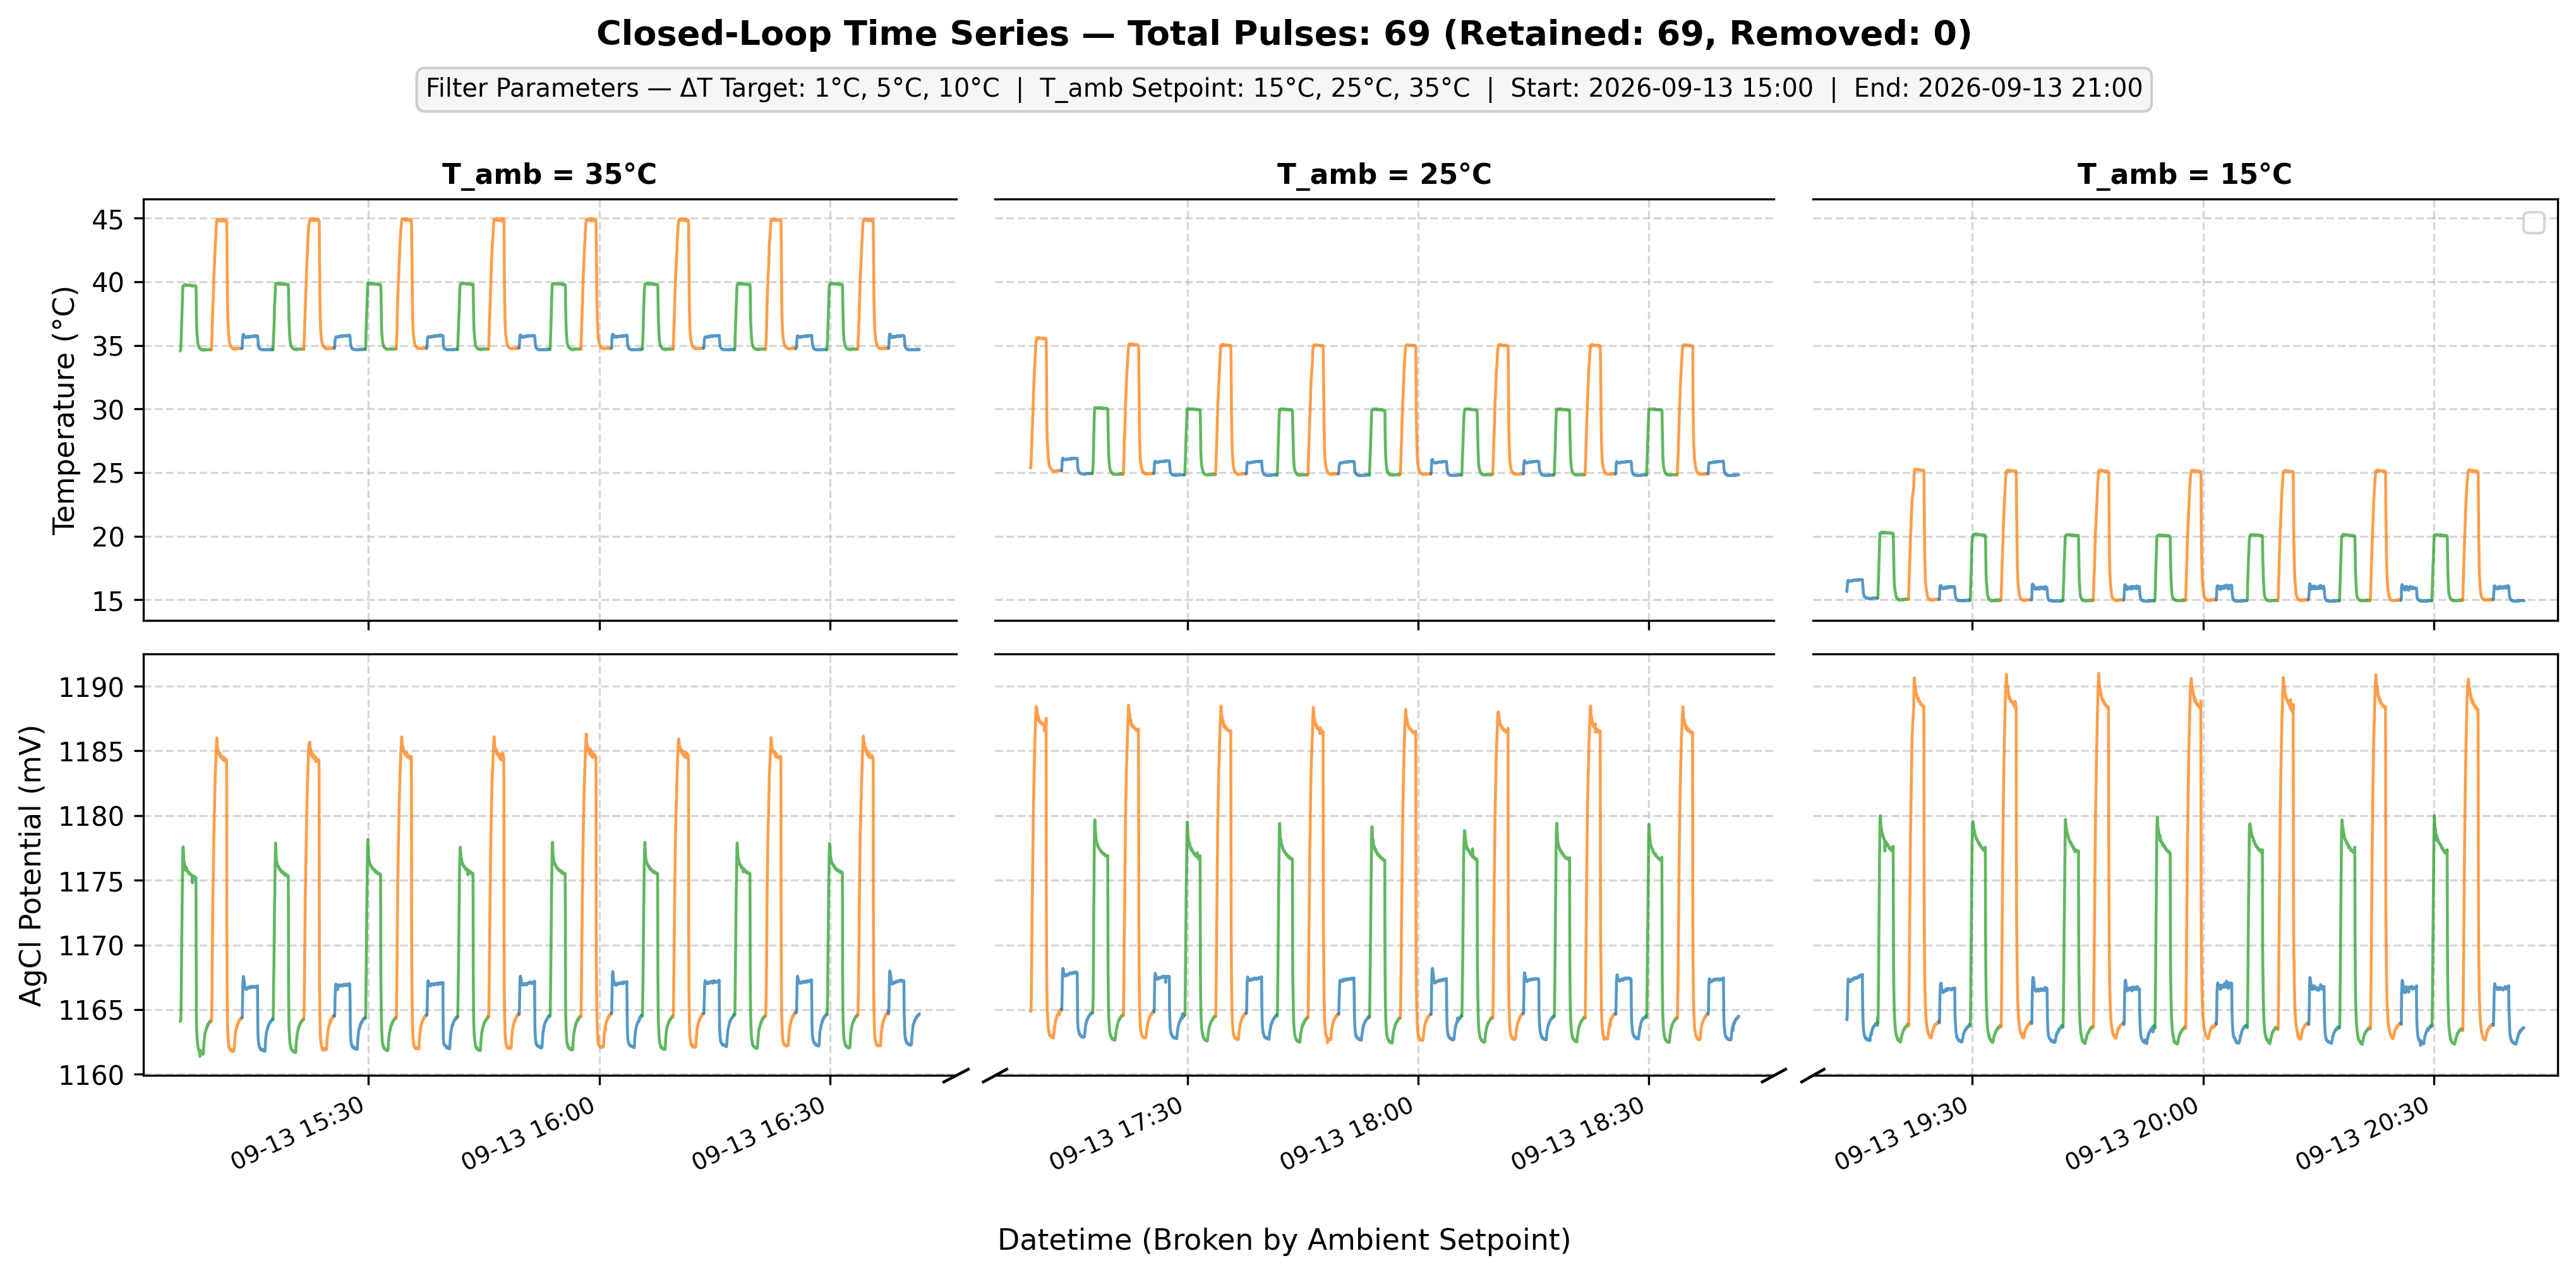 Closed-Loop Time Series — Total Pulses: 69 (Retained: 69, Removed: 0)
Filter Parameters — ΔT Target: 1°C, 5°C, 10°C | T_amb Setpoint: 15°C, 25°C, 35°C | Start: 2026-09-13 15:00 | End: 2026-09-13 21:00
T_amb = 35°C
T_amb = 25°C
T_amb = 15°C
Temperature (°C)
45
40
35
30
25
20
15
AgCl Potential (mV)
1190
1185
1180
1175
1170
1165
1160
09-13 15:30
09-13 16:00
09-13 16:30
09-13 17:30
09-13 18:00
09-13 18:30
09-13 19:30
09-13 20:00
09-13 20:30
Datetime (Broken by Ambient Setpoint)